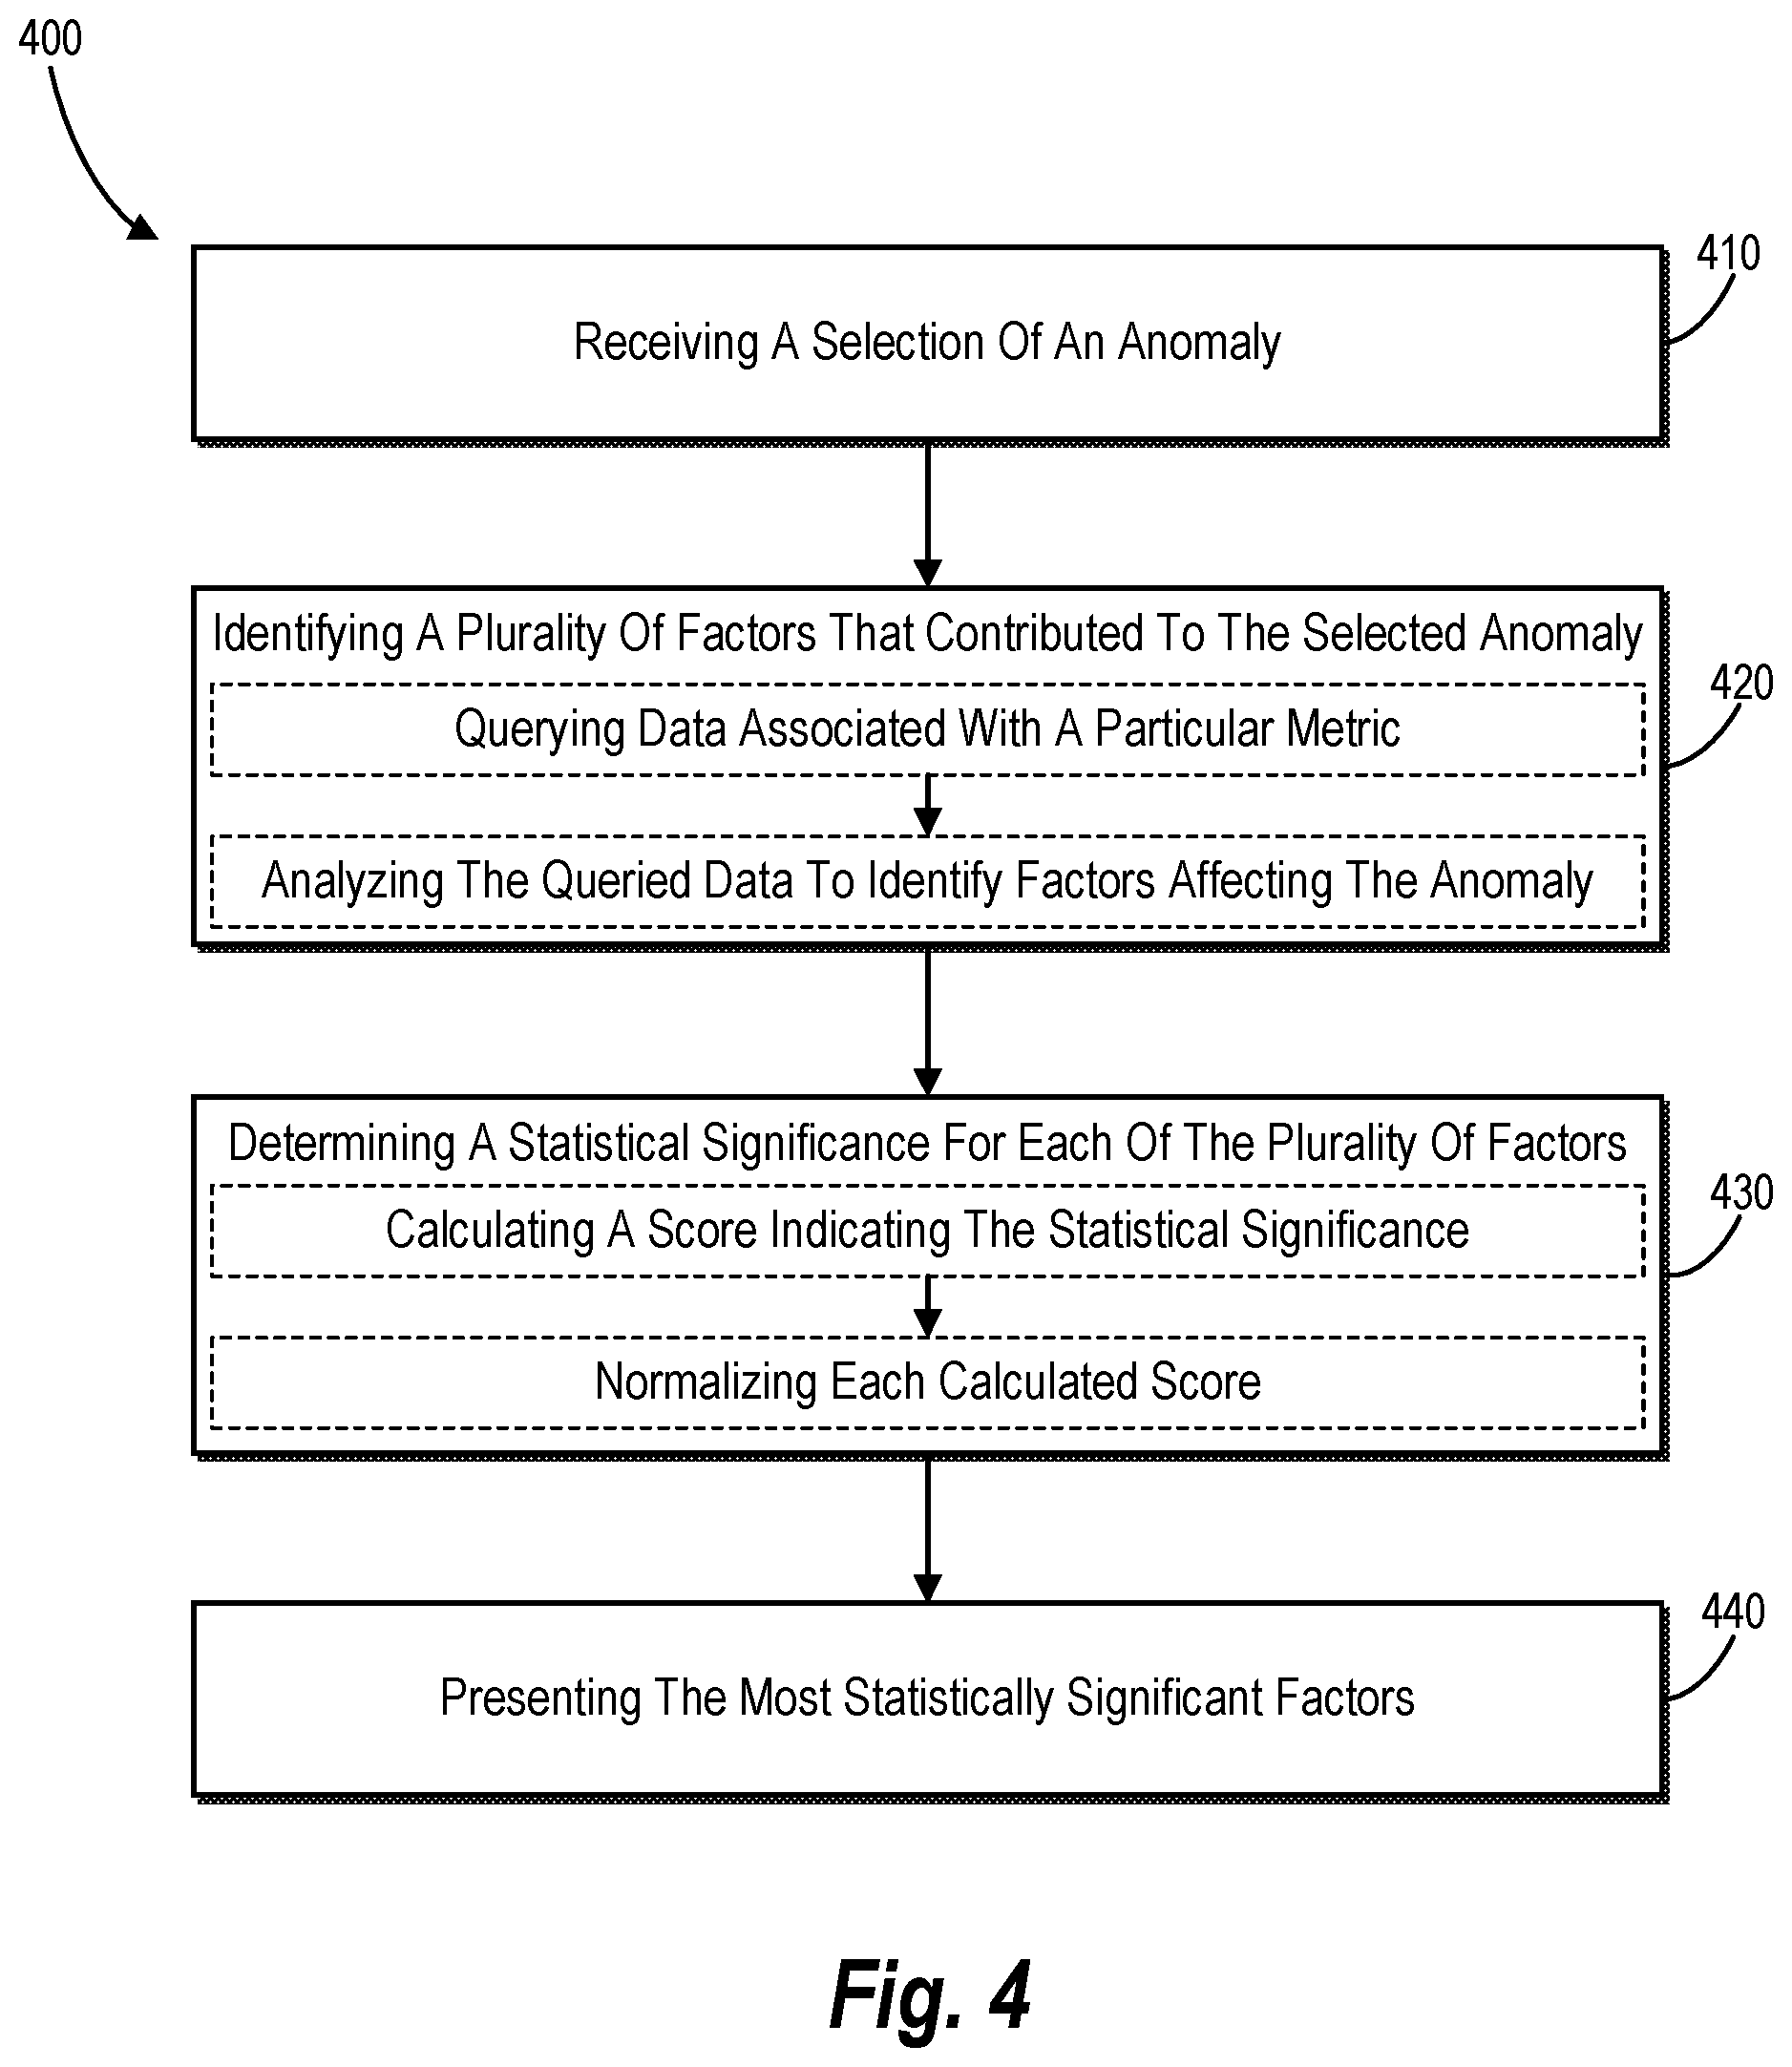 400
410
Receiving A Selection Of An Anomaly
Identifying A Plurality Of Factors That Contributed To The Selected Anomaly
420
Querying Data Associated With A Particular Metric
Analyzing The Queried Data To Identify Factors Affecting The Anomaly
Determining A Statistical Significance For Each Of The Plurality Of Factors
430
Calculating A Score Indicating The Statistical Significance
Normalizing Each Calculated Score
440
Presenting The Most Statistically Significant Factors
Fig. 4